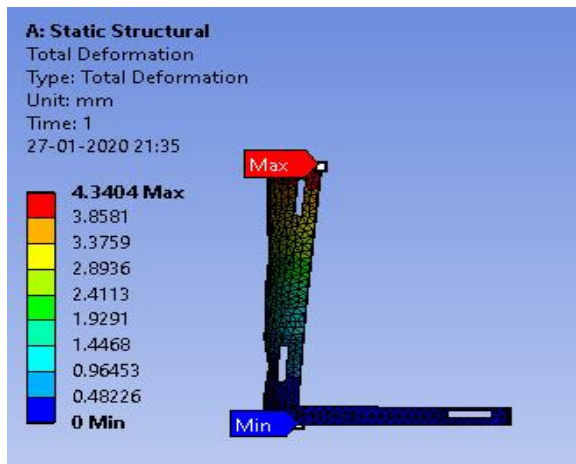 A: Static Structural
Total Deformation
Type: Total Deformation
Unit: mm
Time: 1
27-01-2020 21:35
Max
4.3404 Max
3.8581
3.3759
2.8936
2.4113
1.9291
1.4468
0.96453
0.48226
0 Min
Min